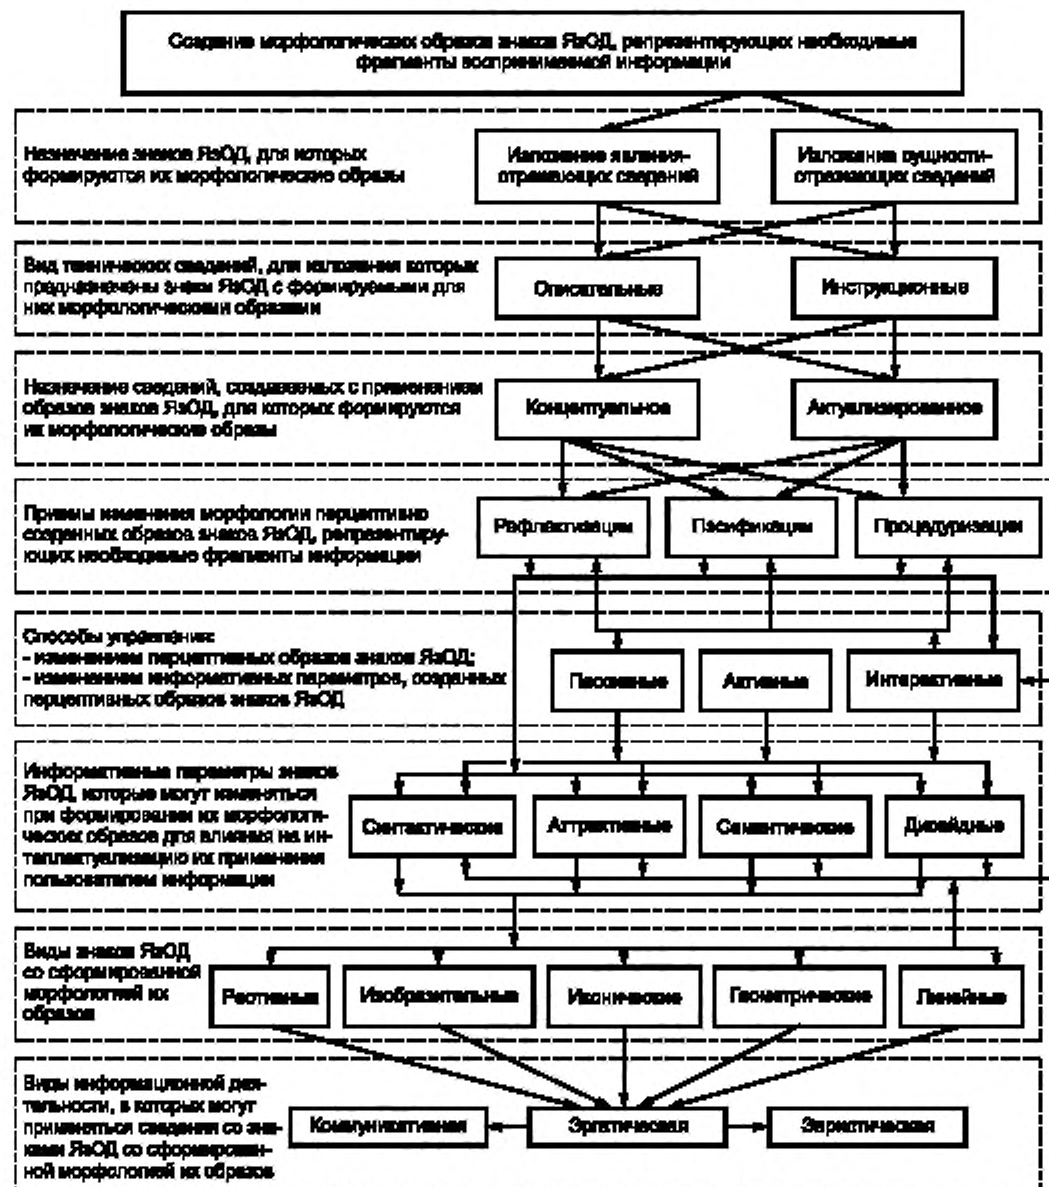 Создание морфологических образов знаков ЯзОД, репрезентирующих необходимые
фрагменты воспринимаемой информации
Назначение знаков ЯзОД, для которых
формируются их морфологические образы
Изложение явления-
отражающих сведений
Изложение сущности-
отражающих сведений
Вид технических сведений, для изложения которых
предназначены знаки ЯзОД с формируемыми для
них морфологическими образами
Описательные
Инструкционные
Назначение сведений, создаваемых с применением
образов знаков ЯзОД, для которых формируются
их морфологические образы
Концептуальное
Актуализированное
Приемы изменения морфологии перцептивно
созданных образов знаков ЯзОД, репрезентиру-
ющих необходимые фрагменты информации
Рефлактизации
Пасификации
Процедуризации
Способы управления:
- изменением перцептивных образов знаков ЯзОД;
- изменением информативных параметров, созданных
перцептивных образов знаков ЯзОД
Пассивные
Активные
Интерактивные
Информативные параметры знаков
ЯзОД, которые могут изменяться
при формировании их морфологи-
ческих образов для влияния на ин-
теллектуализацию их применения
пользователем информации
Синтактические
Аттрактивные
Семантические
Дисейдные
Виды знаков ЯзОД
со сформированной
морфологией их
образов
Изобразительные
Иконические
Геометрические
Линейные
Виды информационной дея-
тельности, в которых могут
применяться сведения со зна-
ками ЯзОД со сформирован-
ной морфологией их образов
Коммуникативная
Эргатическая
Эвристическая